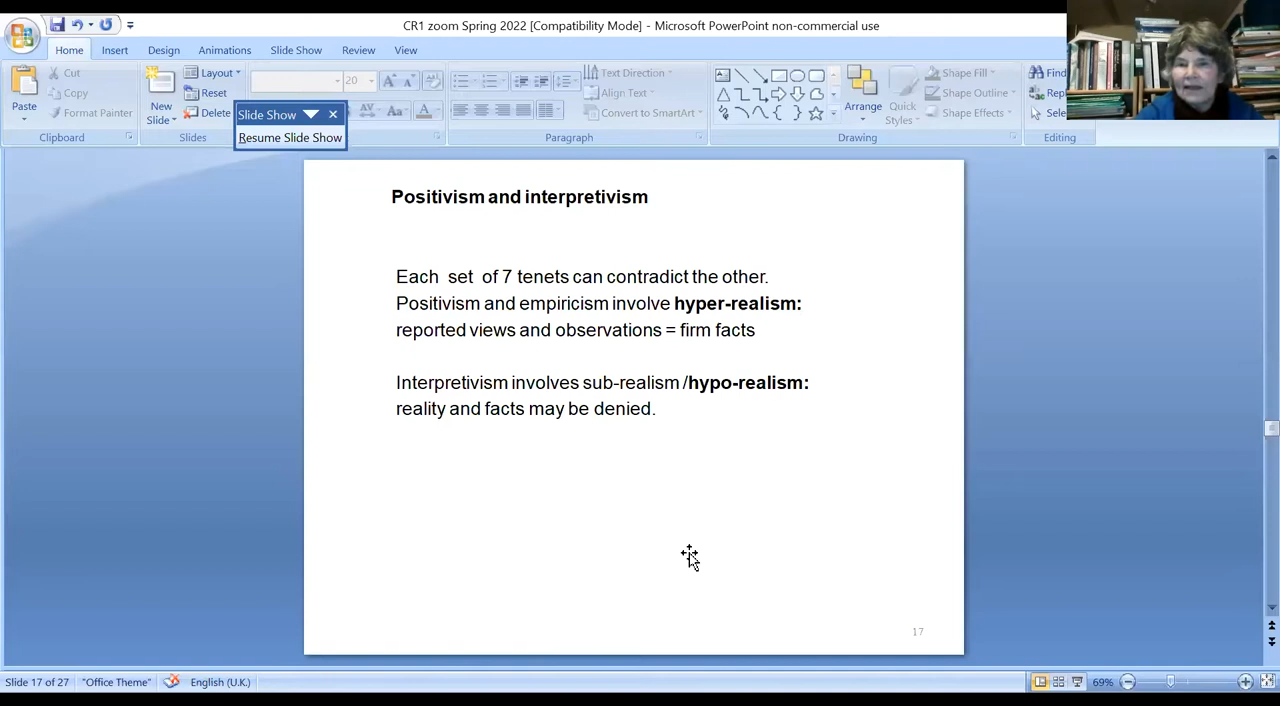 CR1 zoom Spring 2022 [Compatibility Mode] - Microsoft PowerPoint non-commercial use
Home Insert Design Animations Slide Show Review View
Paste
Cut
Copy
Format Painter
Clipboard
New Slide
Layout
Reset
Delete
Slides
Slide Show
Resume Slide Show
20
Aa
A
Text Direction
Align Text
Convert to SmartArt
Paragraph
Arrange
Quick Styles
Shape Fill
Shape Outline
Shape Effects
Drawing
Find
Editing
Positivism and interpretivism
Each set of 7 tenets can contradict the other.
Positivism and empiricism involve hyper-realism:
reported views and observations = firm facts
Interpretivism involves sub-realism /hypo-realism:
reality and facts may be denied.
17
Slide 17 of 27 "Office Theme" English (U.K.) 69%